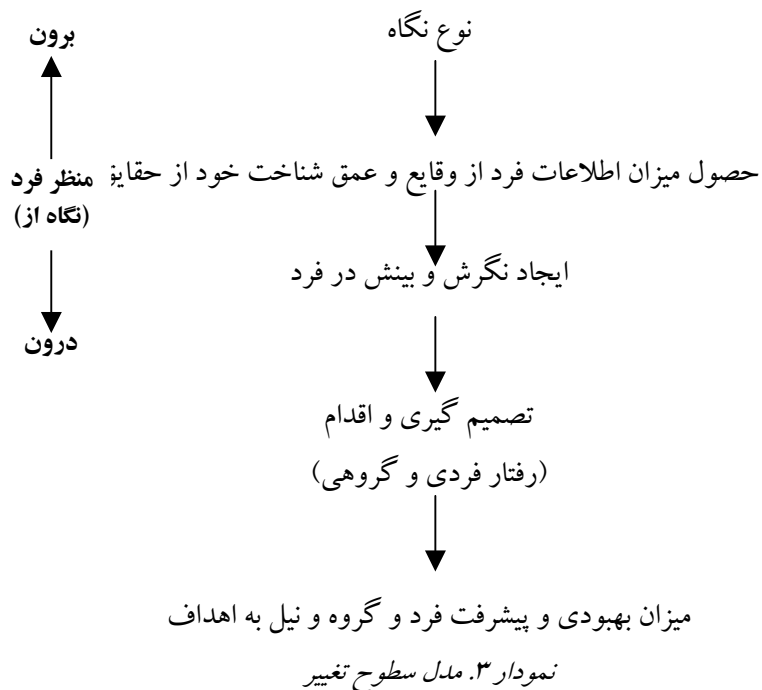 برون
نوع نگاه
حصول میزان اطلاعات فرد از وقایع و عمق شناخت خود از حقایق
منظر فرد
(نگاه از)
ایجاد نگرش و بینش در فرد
درون
تصمیم گیری و اقدام
(رفتار فردی و گروهی)
میزان بهبودی و پیشرفت فرد و گروه و نیل به اهداف
نمودار ۳. مدل سطوح تغییر